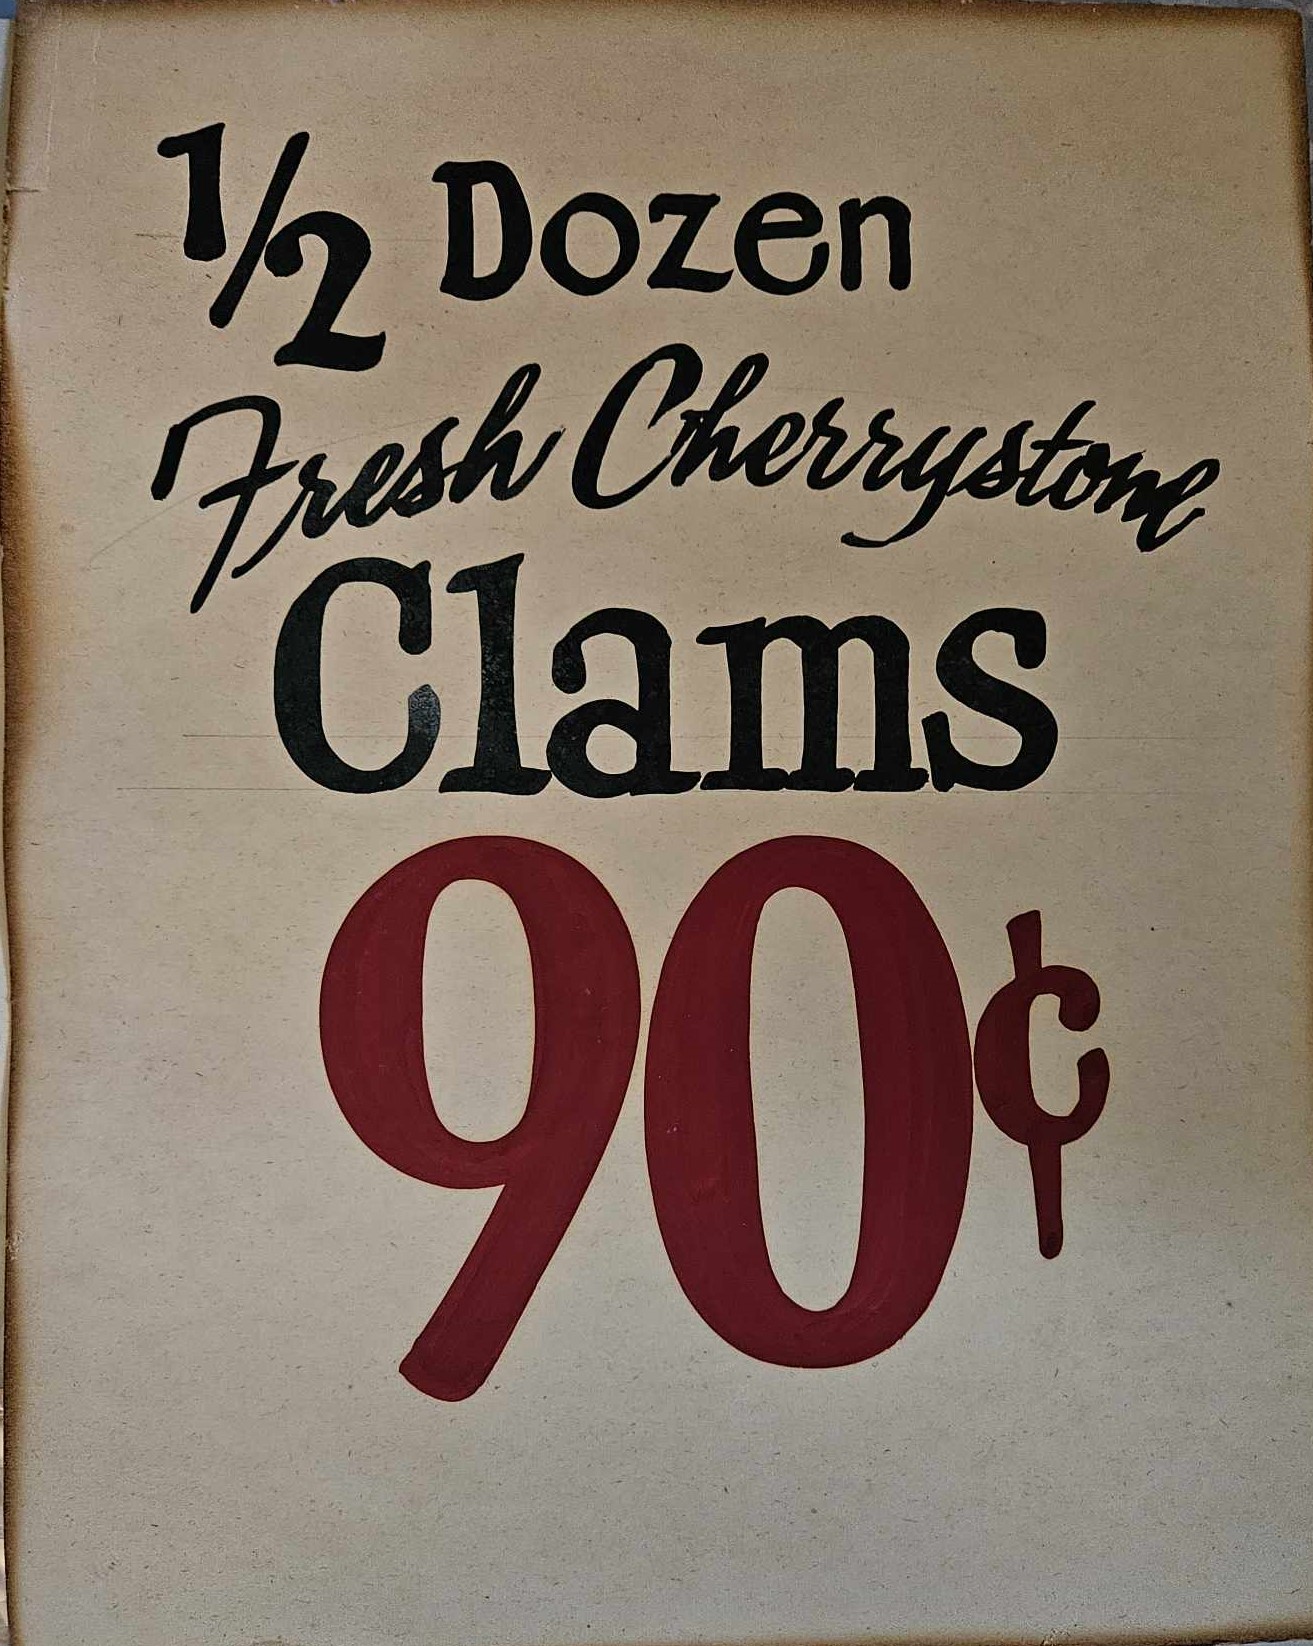 1/2 Dozen
Fresh Cherrystone
Clams
90¢